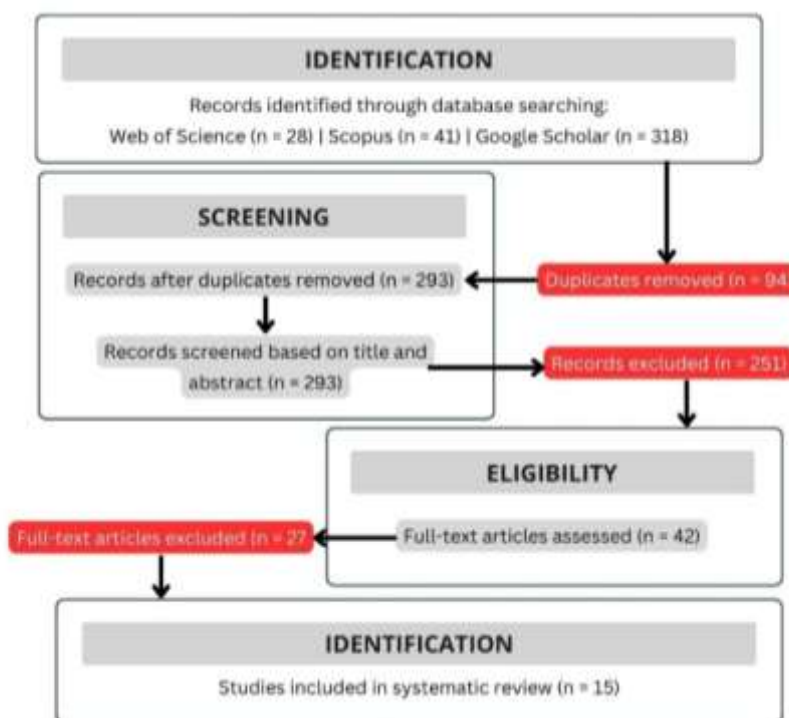 IDENTIFICATION
Records identified through database searching:
Web of Science (n = 28) | Scopus (n = 41) | Google Scholar (n = 318)
SCREENING
Records after duplicates removed (n = 293)
Duplicates removed (n = 94
Records screened based on title and
abstract (n = 293)
Records excluded (n = 251)
ELIGIBILITY
Full-text articles excluded (n = 27
Full-text articles assessed (n = 42)
IDENTIFICATION
Studies included in systematic review (n = 15)